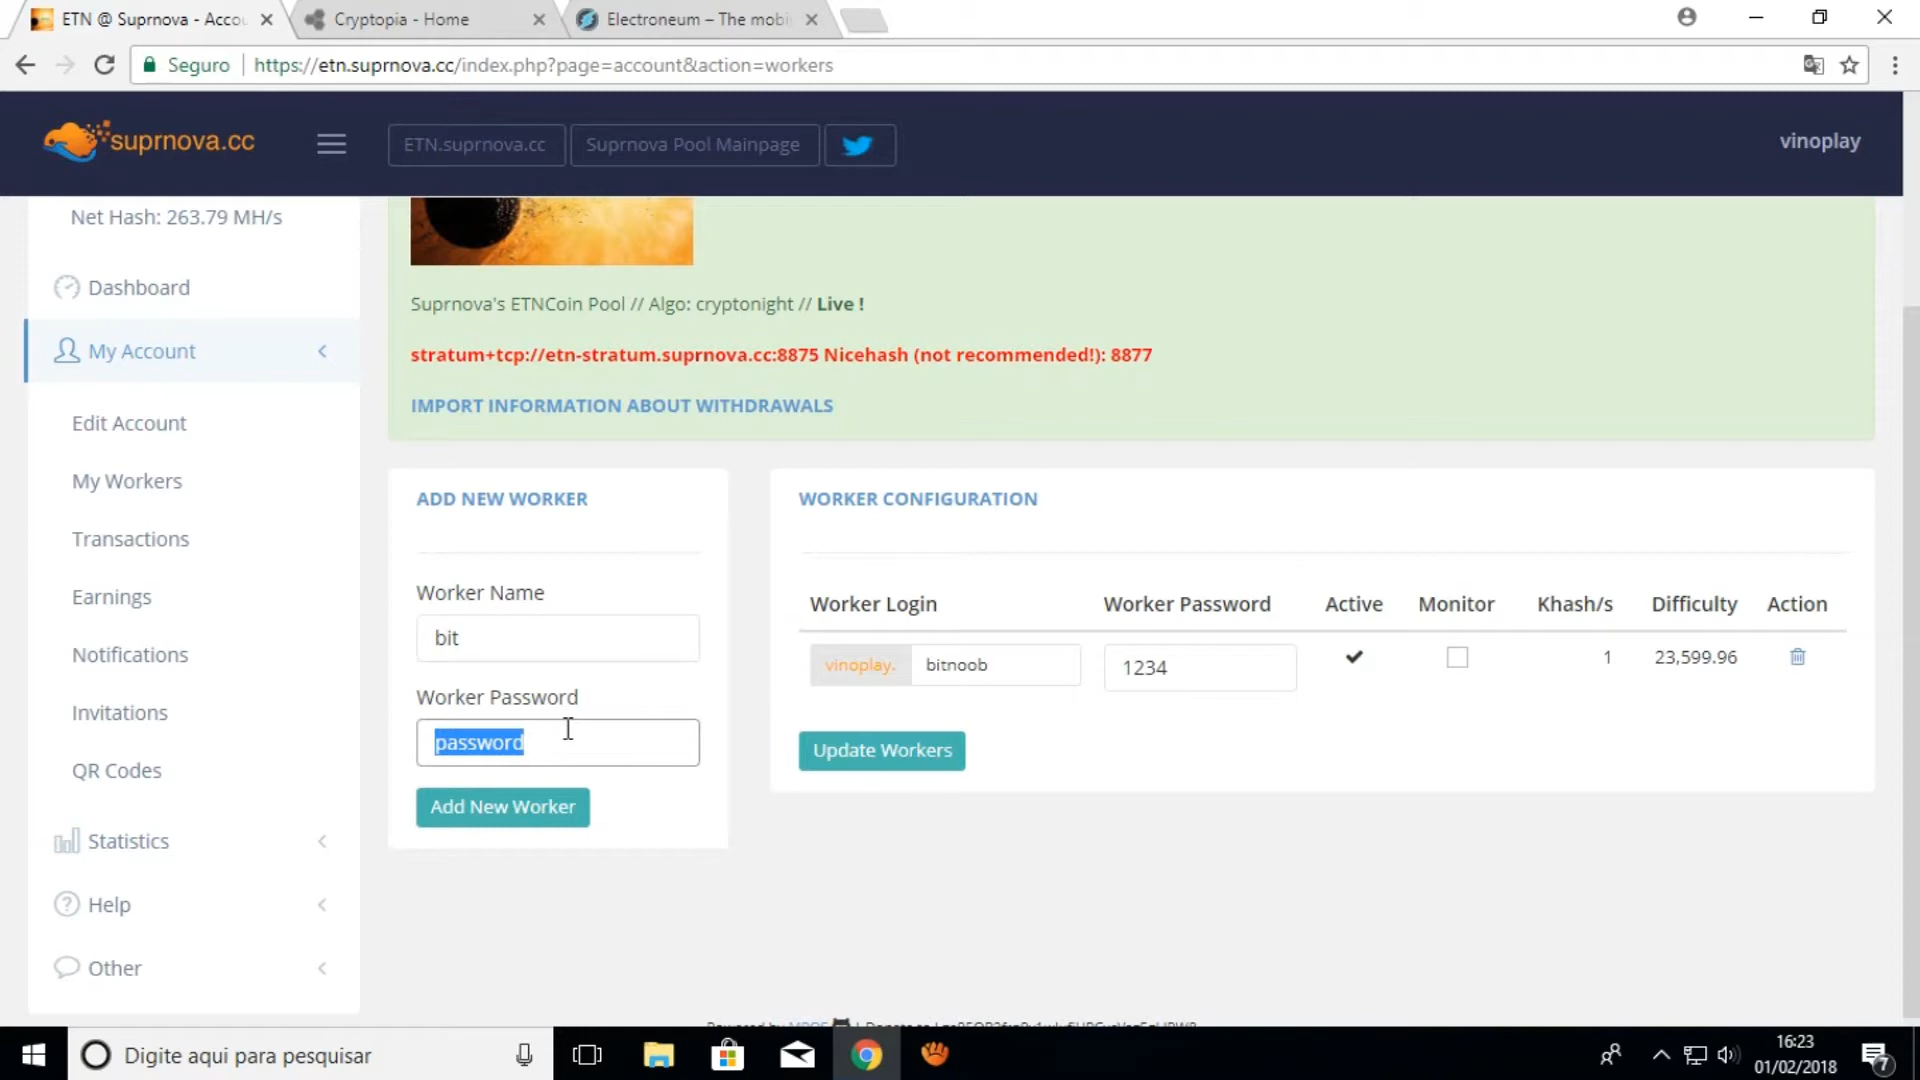 ETN @ Suprnova - Accou
Cryptopia - Home
Electroneum – The mobi
Seguro
https://etn.suprnova.cc/index.php?page=account&action=workers
suprnova.cc
ETN.suprnova.cc
Suprnova Pool Mainpage
vinoplay
Net Hash: 263.79 MH/s
Dashboard
My Account
Edit Account
My Workers
Transactions
Earnings
Notifications
Invitations
QR Codes
Statistics
Help
Other
Suprnova's ETNCoin Pool // Algo: cryptonight // Live !
stratum+tcp://etn-stratum.suprnova.cc:8875 Nicehash (not recommended!): 8877
IMPORT INFORMATION ABOUT WITHDRAWALS
ADD NEW WORKER
Worker Name
bit
Worker Password
password
Add New Worker
WORKER CONFIGURATION
Worker Login Worker Password Active Monitor Khash/s Difficulty Action
vinoplay. bitnoob 1234 1 23,599.96
Update Workers
Digite aqui para pesquisar
16:23
01/02/2018
7